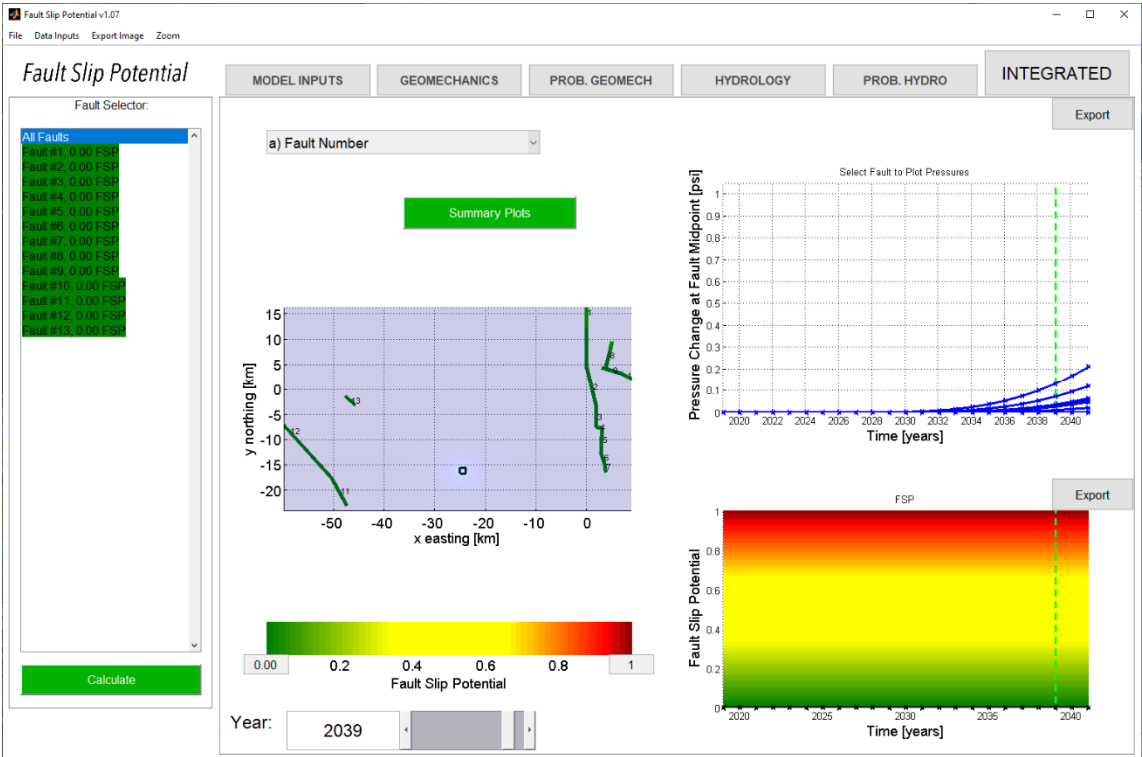 Fault Slip Potential v1.07
File Data Inputs Export Image Zoom
Fault Slip Potential
MODEL INPUTS
GEOMECHANICS
PROB. GEOMECH
HYDROLOGY
PROB. HYDRO
INTEGRATED
Fault Selector:
All Faults
Fault #1, 0.00 FSP
Fault #2, 0.00 FSP
Fault #3, 0.00 FSP
Fault #4, 0.00 FSP
Fault #5, 0.00 FSP
Fault #6, 0.00 FSP
Fault #7, 0.00 FSP
Fault #8, 0.00 FSP
Fault #9, 0.00 FSP
Fault #10, 0.00 FSP
Fault #11, 0.00 FSP
Fault #12, 0.00 FSP
Fault #13, 0.00 FSP
Calculate
a) Fault Number
Summary Plots
y northing [km]
15
10
5
0
-5
-10
-15
-20
1
2
3
5
7
11
12
13
-50 -40 -30 -20 -10 0
x easting [km]
0.00 0.2 0.4 0.6 0.8 1
Fault Slip Potential
Year: 2039
Export
Select Fault to Plot Pressures
Pressure Change at Fault Midpoint [psi]
1
0.9
0.8
0.7
0.6
0.5
0.4
0.3
0.2
0.1
0
2020 2022 2024 2026 2028 2030 2032 2034 2036 2038 2040
Time [years]
Export
FSP
Fault Slip Potential
1
0.8
0.6
0.4
0.2
0
2020 2025 2030 2035 2040
Time [years]